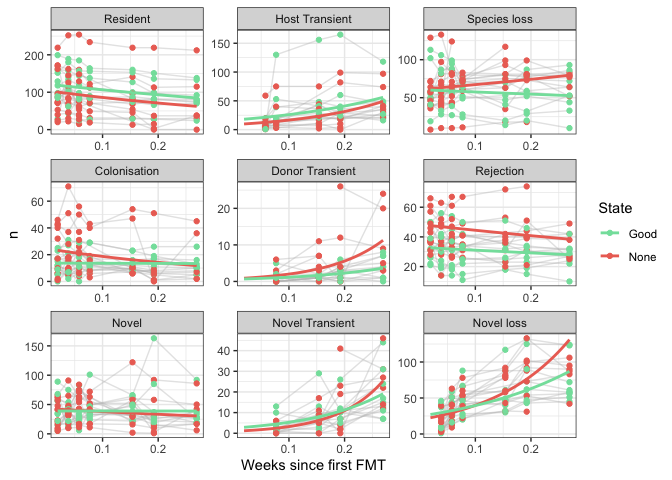 Resident
Host Transient
Species loss
200
100
0
150
100
50
0
100
50
0.1 0.2
0.1 0.2
0.1 0.2
Colonisation
Donor Transient
Rejection
60
40
20
0
20
10
0
60
40
20
0.1 0.2
0.1 0.2
0.1 0.2
Novel
Novel Transient
Novel loss
150
100
50
0
40
30
20
10
0
100
50
0
0.1 0.2
0.1 0.2
0.1 0.2
n
Weeks since first FMT
State
Good
None